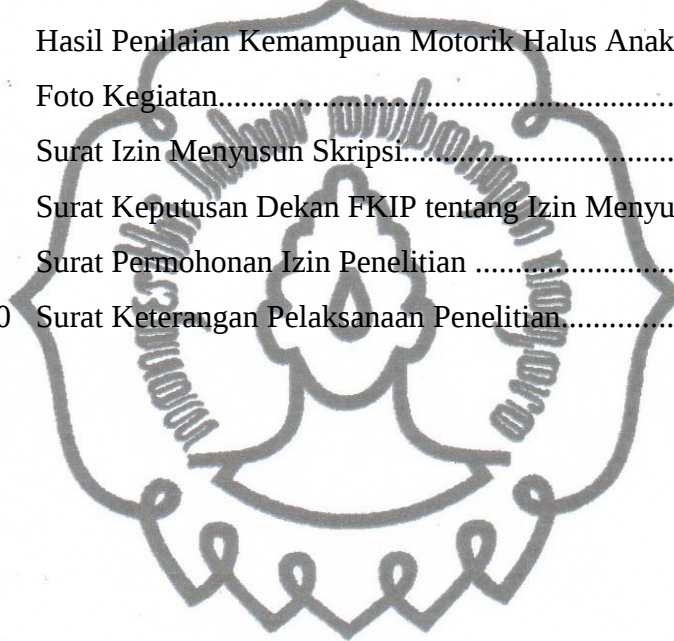 Hasil Penilaian Kemampuan Motorik Halus Anak
Foto Kegiatan................................................
Surat Izin Menyusun Skripsi................................
Surat Keputusan Dekan FKIP tentang Izin Menyu
Surat Permohonan Izin Penelitian ........................
0 Surat Keterangan Pelaksanaan Penelitian..............